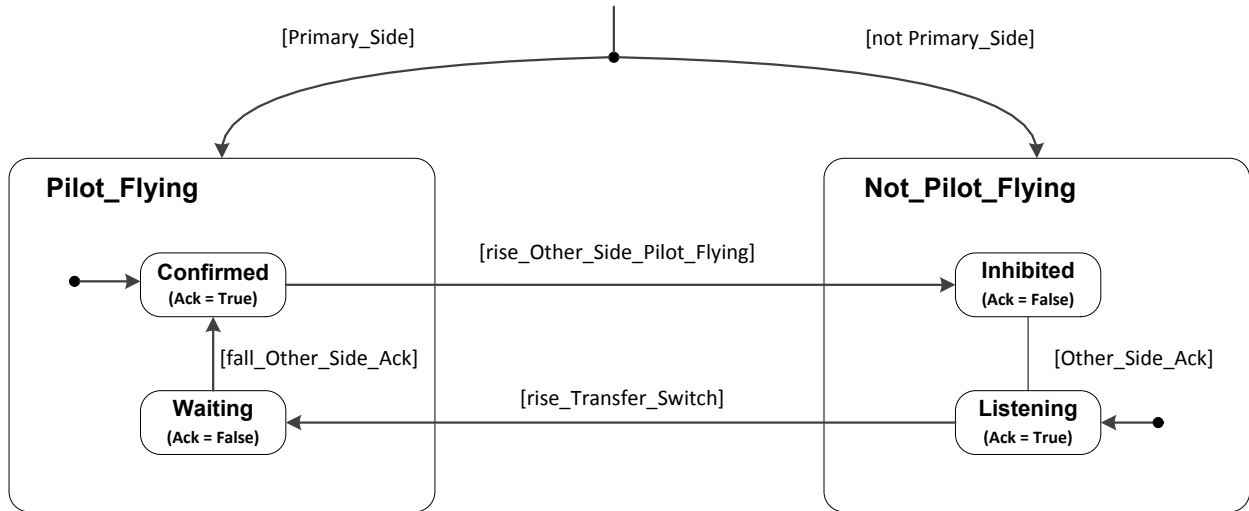 [Primary_Side]
[not Primary_Side]
Pilot_Flying
Not_Pilot_Flying
[rise_Other_Side_Pilot_Flying]
Confirmed
(Ack = True)
Inhibited
(Ack = False)
[fall_Other_Side_Ack]
[Other_Side_Ack]
[rise_Transfer_Switch]
Waiting
(Ack = False)
Listening
(Ack = True)